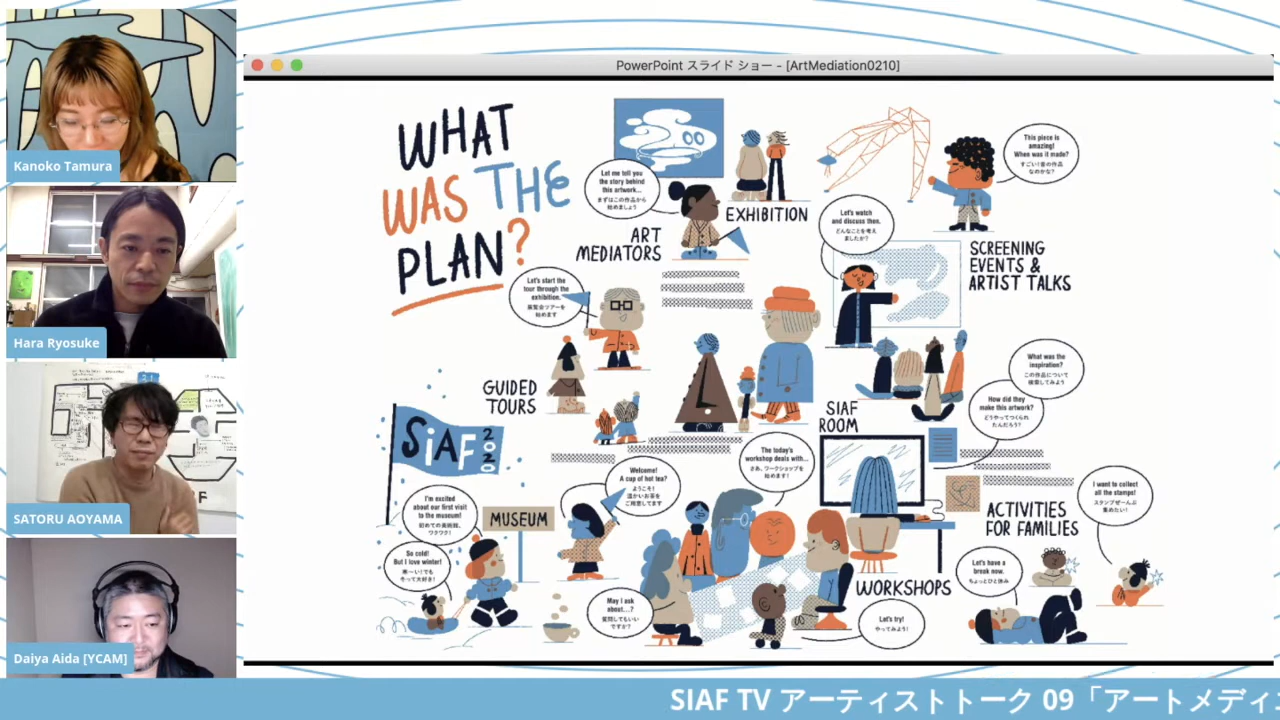 Kanoko Tamura
Hara Ryosuke
SATORU AOYAMA
Daiya Aida [YCAM]
PowerPoint スライド ショー - [ArtMediation0210]
WHAT
WAS THE
PLAN?
Let me tell you
the story behind
this artwork...
まずはこの作品から
始めましょう
EXHIBITION
ART
MEDIATORS
This piece is
amazing!
When was it made?
すごい!昔の作品
なのかな?
Let's watch
and discuss then.
どんなことを考え
ましたか?
SCREENING
EVENTS &
ARTIST TALKS
Let's start the
tour through the
exhibition.
展覧会ツアーを
始めます
GUIDED
TOURS
SIAF
2020
What was the
inspiration?
この作品について
検索してみよう
How did they
make this artwork?
どうやってつくられ
たんだろう?
SIAF
ROOM
The today's
workshop deals with...
さあ、ワークショップを
始めます!
Welcome!
A cup of hot tea?
ようこそ!
温かいお茶を
ご用意してます
I'm excited
about our first visit
to the museum!
初めての美術館、
ワクワク!
MUSEUM
So cold!
But I love winter!
寒〜い!でも
冬って大好き!
May I ask
about...?
質問してもいい
ですか?
WORKSHOPS
Let's try!
やってみよう!
I want to collect
all the stamps!
スタンプぜーんぶ
集めたい!
ACTIVITIES
FOR FAMILIES
Let's have a
break now.
ちょっとひと休み
SIAF TV アーティストトーク 09「アートメディエ